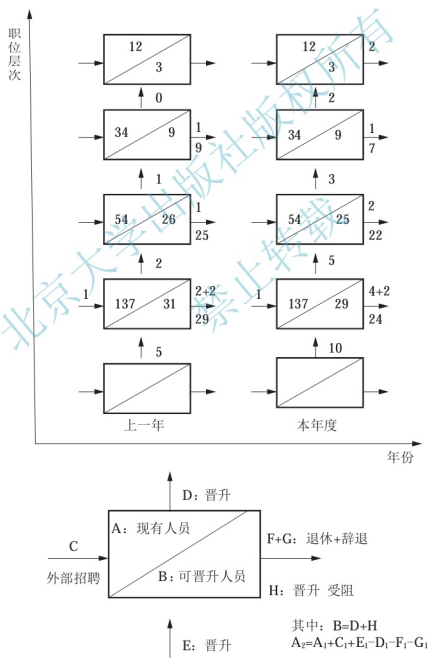 职位层次
12
3
0
34
9
1
9
1
54
26
1
25
2
1
137
31
2+2
29
5
上一年
12
3
2
2
34
9
1
7
3
54
25
2
22
5
1
137
29
4+2
24
10
本年度
年份
D：晋升
A：现有人员
B：可晋升人员
C
外部招聘
F+G：退休+辞退
H：晋升 受阻
E：晋升
其中：B=D+H
A₂=A₁+C₁+E₁-D₁-F₁-G₁
北京大学出版社版权所有
禁止转载